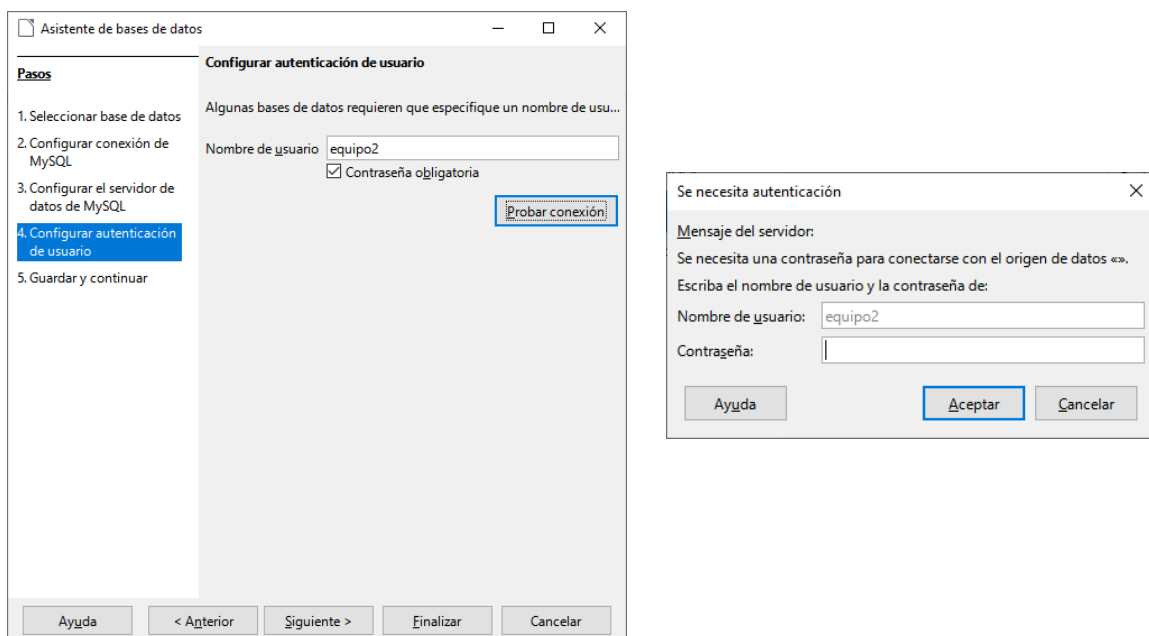 Asistente de bases de datos
Pasos
1. Seleccionar base de datos
2. Configurar conexión de
MySQL
3. Configurar el servidor de
datos de MySQL
4. Configurar autenticación
de usuario
5. Guardar y continuar
Configurar autenticación de usuario
Algunas bases de datos requieren que especifique un nombre de usu...
Nombre de usuario equipo2
Contraseña obligatoria
Probar conexión
Ayuda < Anterior Siguiente > Finalizar Cancelar
Se necesita autenticación
Mensaje del servidor:
Se necesita una contraseña para conectarse con el origen de datos «».
Escriba el nombre de usuario y la contraseña de:
Nombre de usuario: equipo2
Contraseña:
Ayuda Aceptar Cancelar